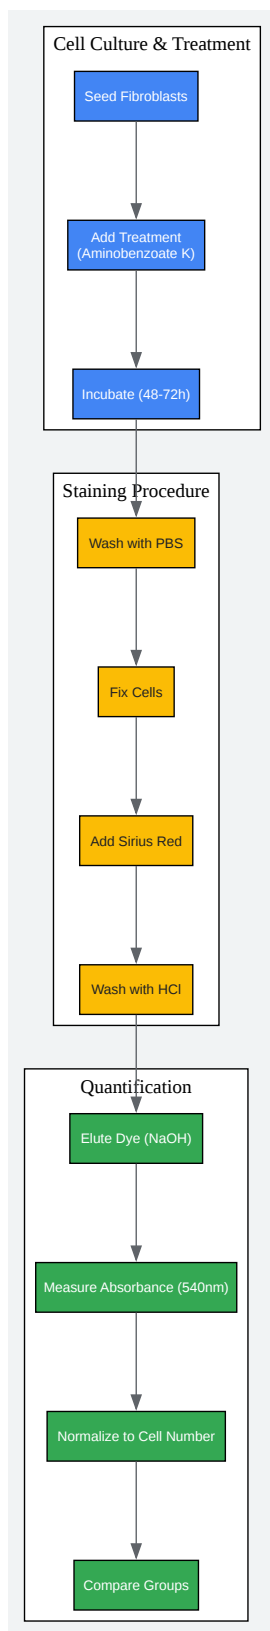 Cell Culture & Treatment
Seed Fibroblasts
Add Treatment
(Aminobenzoate K)
Incubate (48-72h)
Staining Procedure
Wash with PBS
Fix Cells
Add Sirius Red
Wash with HCl
Quantification
Elute Dye (NaOH)
Measure Absorbance (540nm)
Normalize to Cell Number
Compare Groups